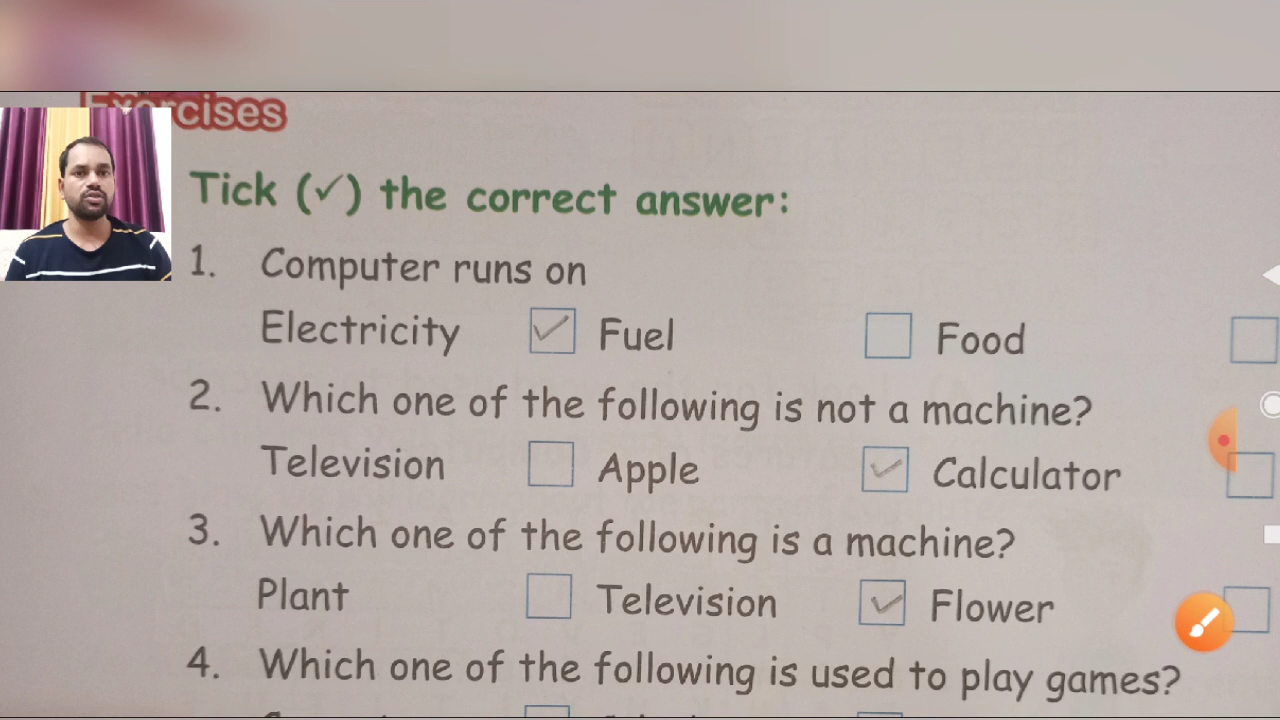 Exercises
Tick (✓) the correct answer:
1. Computer runs on
Electricity ✓ Fuel Food
2. Which one of the following is not a machine?
Television Apple ✓ Calculator
3. Which one of the following is a machine?
Plant Television ✓ Flower
4. Which one of the following is used to play games?